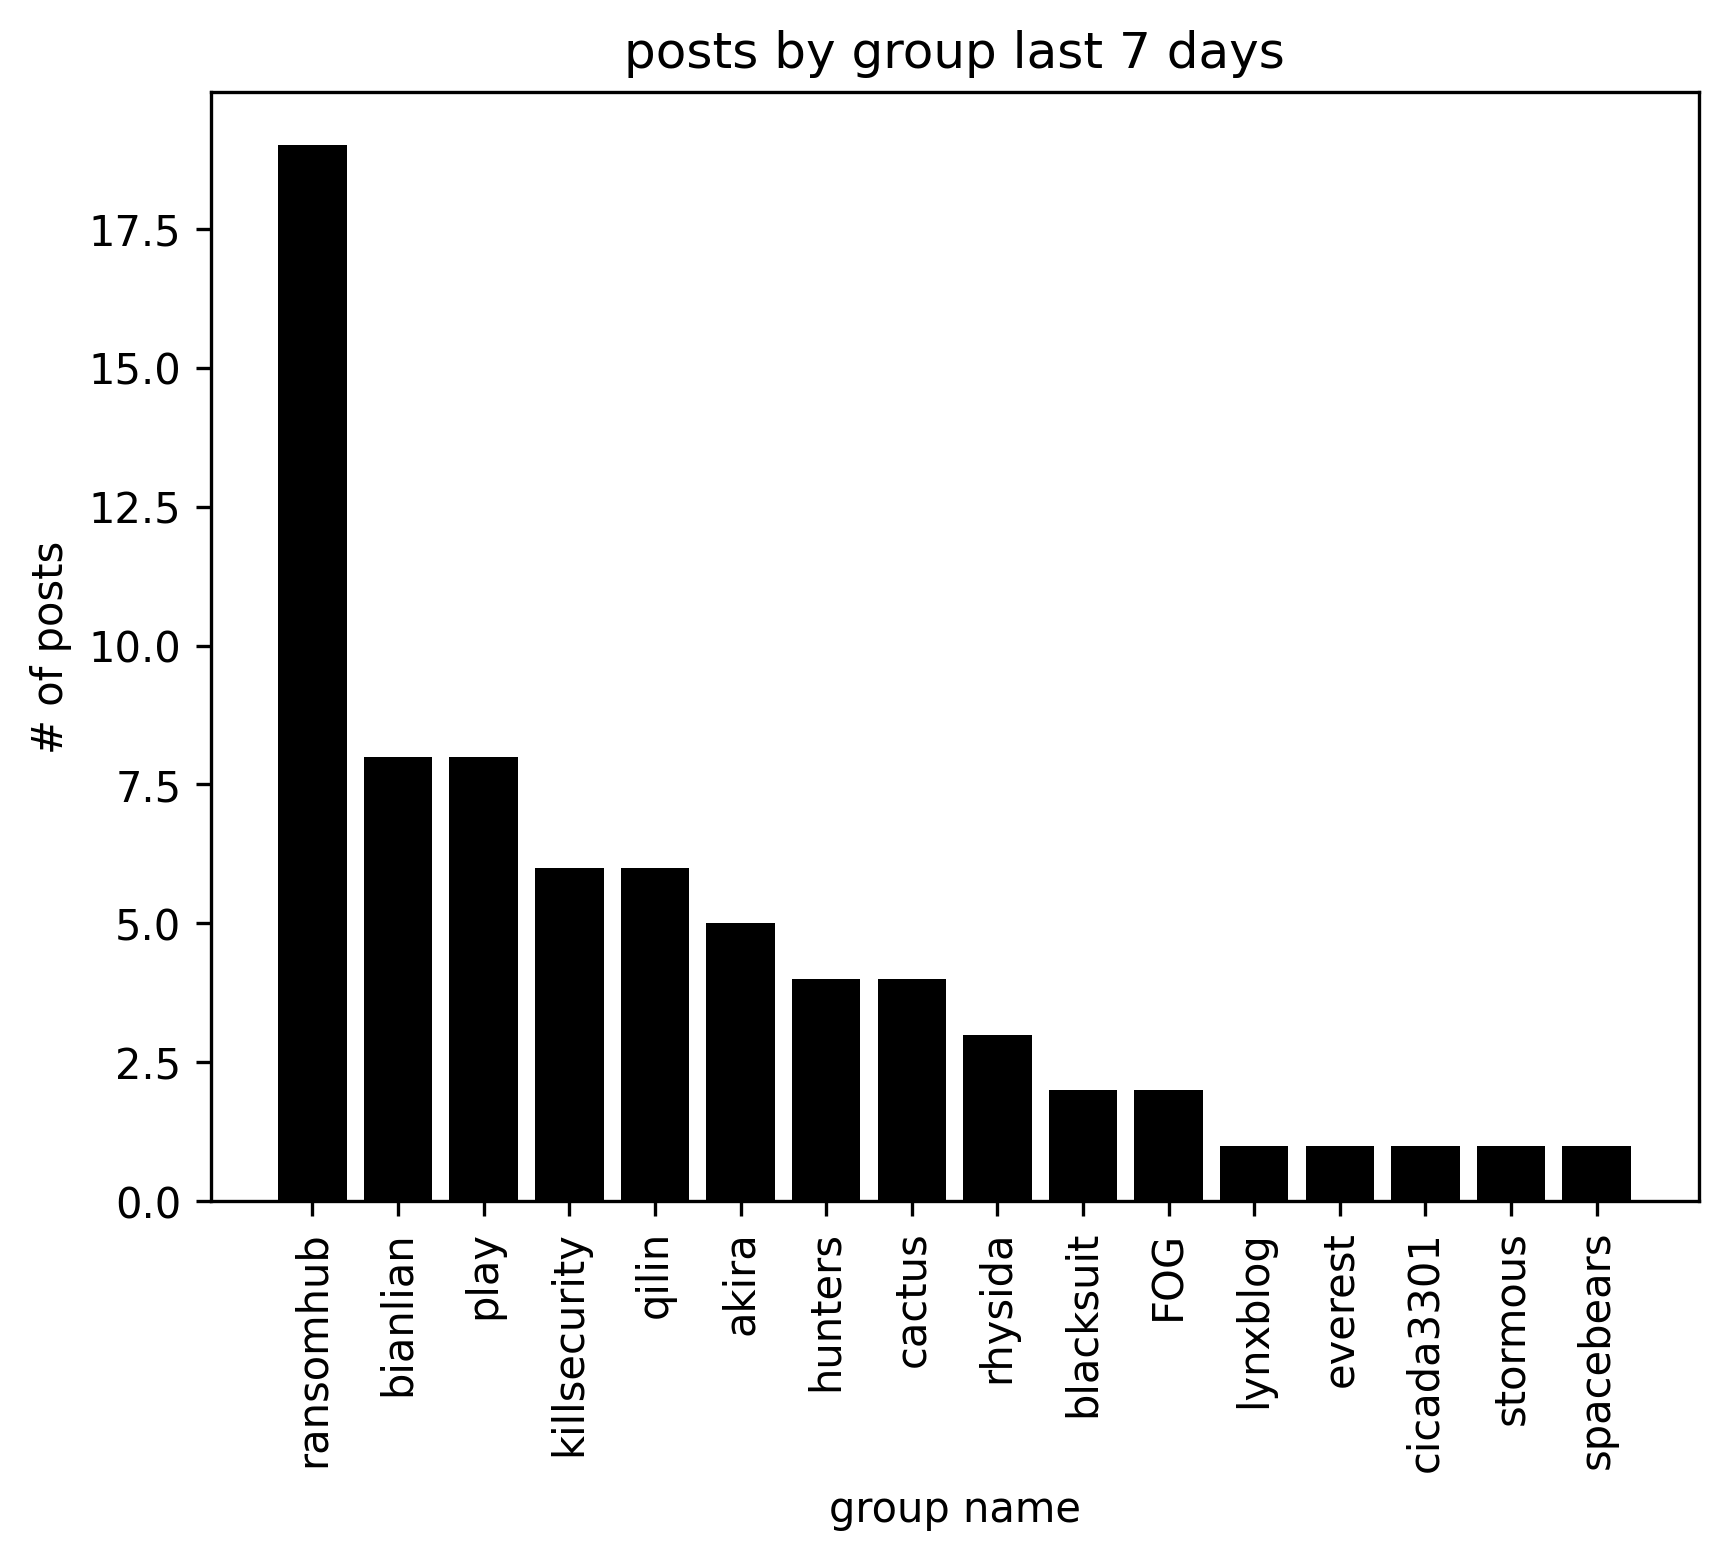 posts by group last 7 days
17.5
15.0
12.5
10.0
7.5
5.0
2.5
0.0
# of posts
ransomhub
bianlian
play
killsecurity
qilin
akira
hunters
cactus
rhysida
blacksuit
FOG
lynxblog
everest
cicada3301
stormous
spacebears
group name